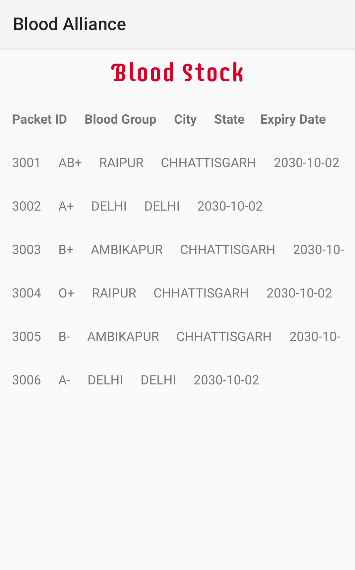 Blood Alliance
Blood Stock
Packet ID Blood Group City State Expiry Date
3001 AB+ RAIPUR CHHATTISGARH 2030-10-02
3002 A+ DELHI DELHI 2030-10-02
3003 B+ AMBIKAPUR CHHATTISGARH 2030-10-
3004 O+ RAIPUR CHHATTISGARH 2030-10-02
3005 B- AMBIKAPUR CHHATTISGARH 2030-10-
3006 A- DELHI DELHI 2030-10-02